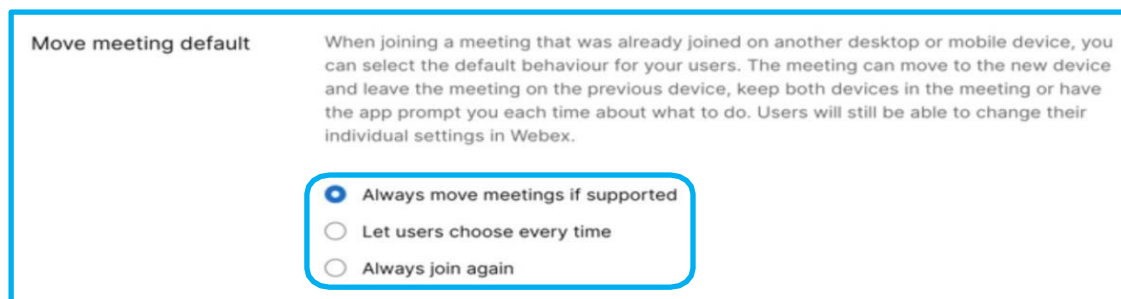 Move meeting default
When joining a meeting that was already joined on another desktop or mobile device, you
can select the default behaviour for your users. The meeting can move to the new device
and leave the meeting on the previous device, keep both devices in the meeting or have
the app prompt you each time about what to do. Users will still be able to change their
individual settings in Webex.
Always move meetings if supported
Let users choose every time
Always join again